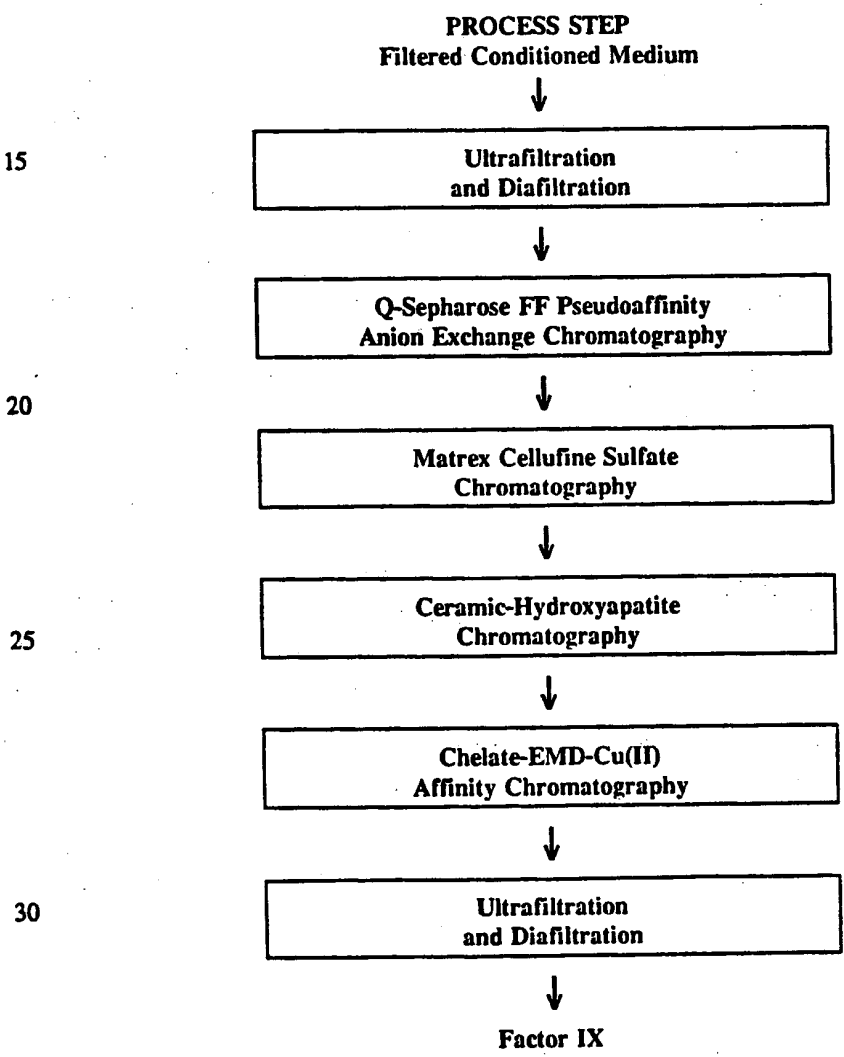 PROCESS STEP
Filtered Conditioned Medium
15
Ultrafiltration
and Diafiltration
Q-Sepharose FF Pseudoaffinity
Anion Exchange Chromatography
20
Matrex Cellufine Sulfate
Chromatography
Ceramic-Hydroxyapatite
25
Chromatography
Chelate-EMD-Cu(II)
Affinity Chromatography
30
Ultrafiltration
and Diafiltration
Factor IX